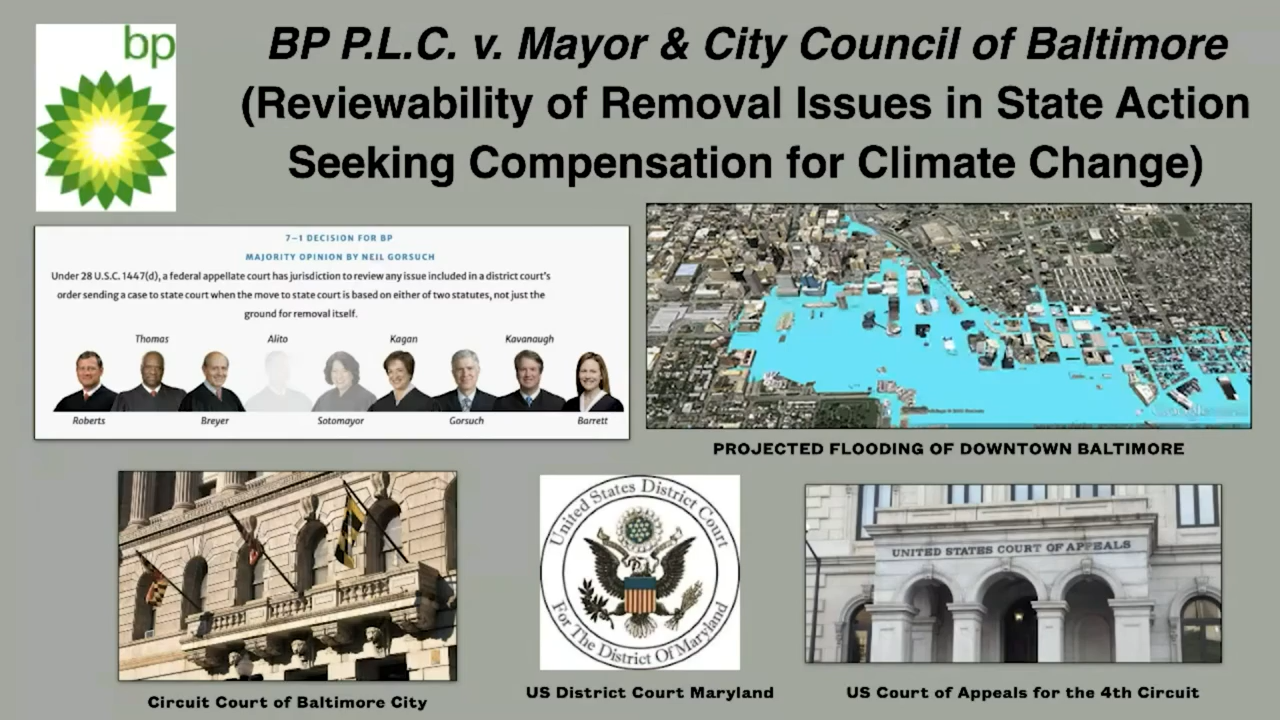 bp
BP P.L.C. v. Mayor & City Council of Baltimore
(Reviewability of Removal Issues in State Action
Seeking Compensation for Climate Change)
7–1 DECISION FOR BP
MAJORITY OPINION BY NEIL GORSUCH
Under 28 U.S.C. 1447(d), a federal appellate court has jurisdiction to review any issue included in a district court's
order sending a case to state court when the move to state court is based on either of two statutes, not just the
ground for removal itself.
Thomas Alito Kagan Kavanaugh
Roberts Breyer Sotomayor Gorsuch Barrett
PROJECTED FLOODING OF DOWNTOWN BALTIMORE
Circuit Court of Baltimore City
United States District Court
For The District Of Maryland
US District Court Maryland
UNITED STATES COURT OF APPEALS
US Court of Appeals for the 4th Circuit